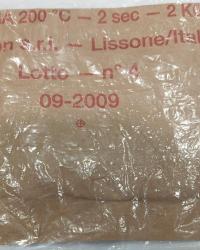 A 200 °C – 2 sec – 2 K
n S.r.l. – Lissone/Ital
Lotto – n° 4
09-2009